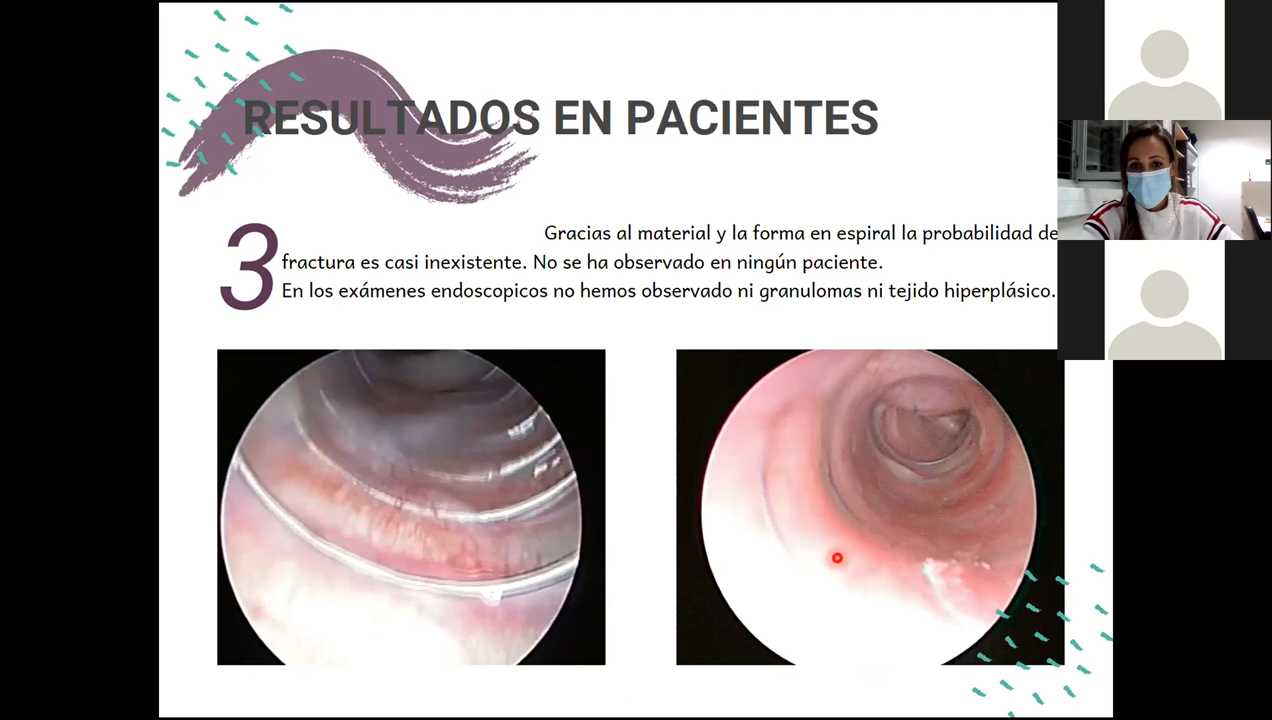 RESULTADOS EN PACIENTES
3
Gracias al material y la forma en espiral la probabilidad de
fractura es casi inexistente. No se ha observado en ningún paciente.
En los exámenes endoscopicos no hemos observado ni granulomas ni tejido hiperplásico.